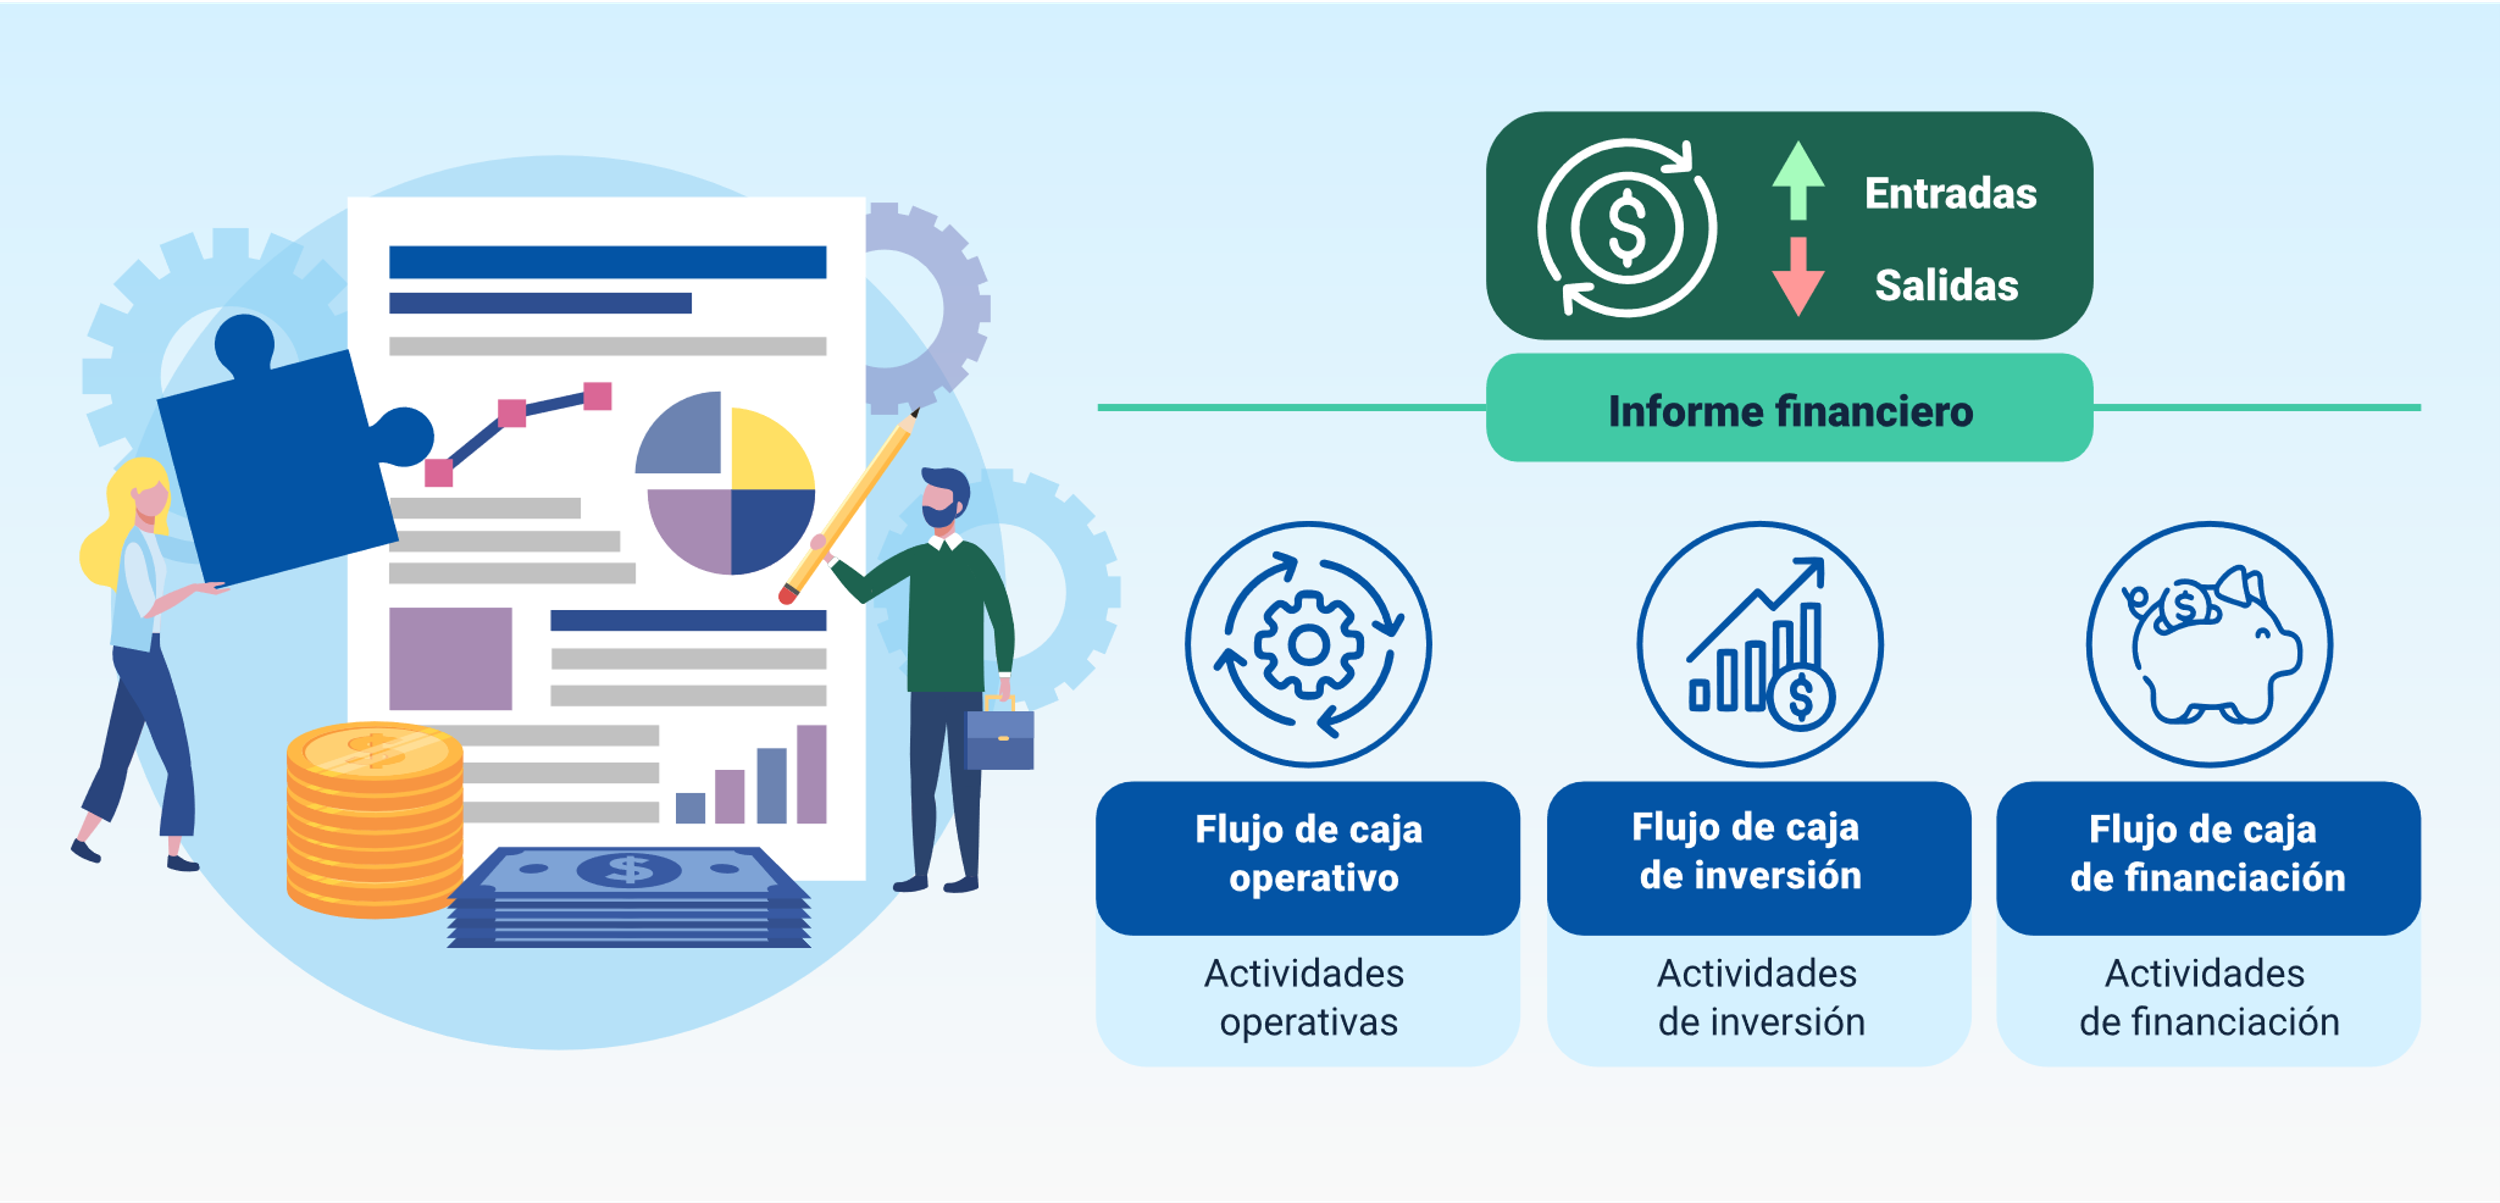 Entradas
Salidas
Informe financiero
Flujo de caja
operativo
Actividades
operativas
Flujo de caja
de inversión
Actividades
de inversión
Flujo de caja
de financiación
Actividades
de financiación